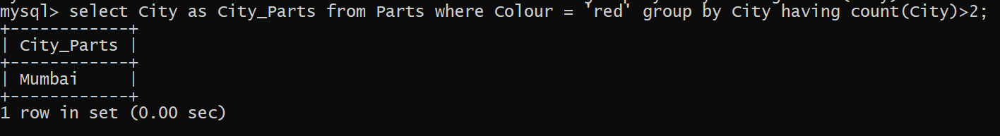 mysql> select City as City_Parts from Parts where Colour = 'red' group by City having count(City)>2;
+------------+
| City_Parts |
+------------+
| Mumbai     |
+------------+
1 row in set (0.00 sec)